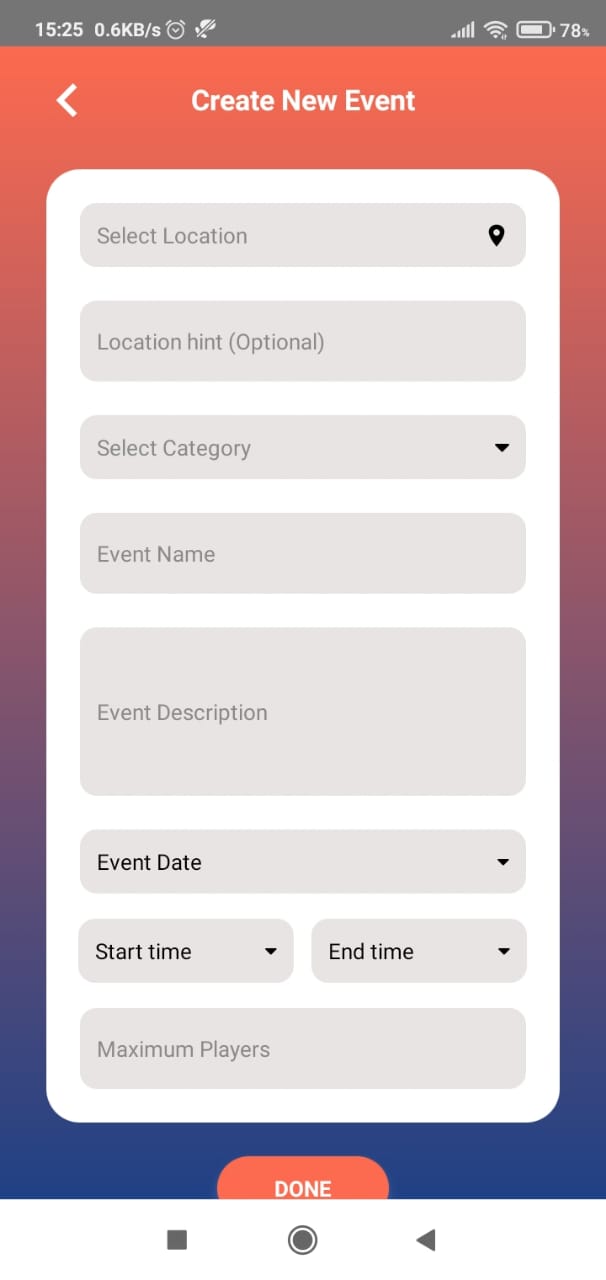 15:25 0.6KB/s 78%
Create New Event
Select Location
Location hint (Optional)
Select Category
Event Name
Event Description
Event Date
Start time End time
Maximum Players
DONE